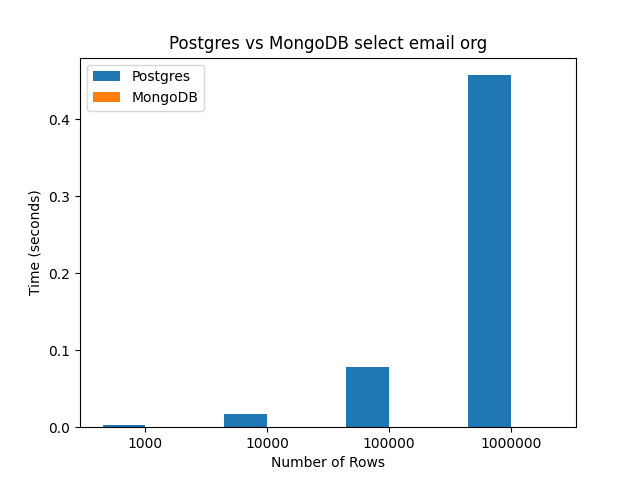 Postgres vs MongoDB select email org
Postgres
MongoDB
Time (seconds)
0.4
0.3
0.2
0.1
0.0
1000 10000 100000 1000000
Number of Rows